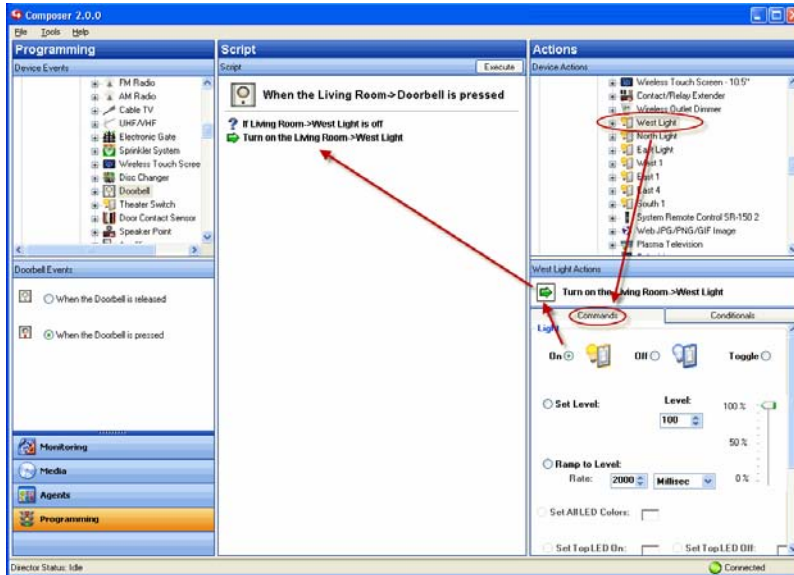 Composer 2.0.0
File Tools Help
Programming
Device Events
FM Radio
AM Radio
Cable TV
UHF/VHF
Electronic Gate
Sprinkler System
Wireless Touch Scree
Disc Changer
Doorbell
Theater Switch
Door Contact Sensor
Speaker Point
Doorbell Events
When the Doorbell is released
When the Doorbell is pressed
Monitoring
Media
Agents
Programming
Director Status: Idle
Script
Script Execute
When the Living Room->Doorbell is pressed
If Living Room->West Light is off
Turn on the Living Room->West Light
Actions
Device Actions
Wireless Touch Screen - 10.5"
Contact/Relay Extender
Wireless Outlet Dimmer
West Light
North Light
East Light
West 1
East 1
East 4
South 1
System Remote Control SR-150 2
Web JPG/PNG/GIF Image
Plasma Television
West Light Actions
Turn on the Living Room->West Light
Commands Conditionals
Light
On Off Toggle
Set Level: Level: 100 %
100
50 %
Ramp to Level:
Rate: 2000 Millisec 0 %
Set All LED Colors:
Set Top LED On: Set Top LED Off:
Connected